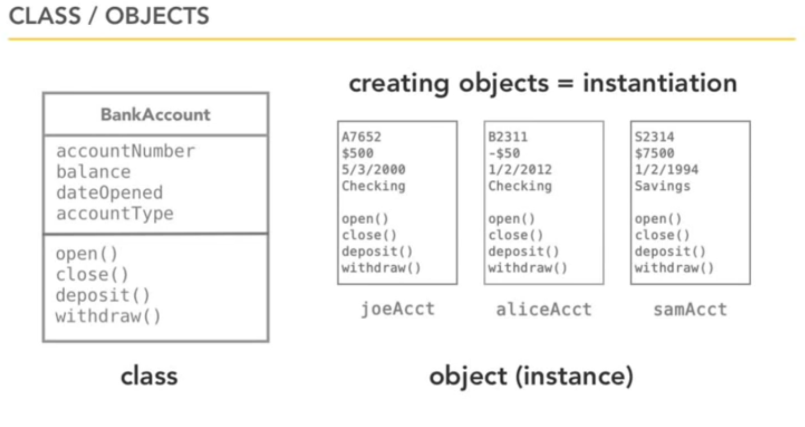 CLASS / OBJECTS
BankAccount
accountNumber
balance
dateOpened
accountType
open()
close()
deposit()
withdraw()
class
creating objects = instantiation
A7652
$500
5/3/2000
Checking
open()
close()
deposit()
withdraw()
joeAcct
B2311
-$50
1/2/2012
Checking
open()
close()
deposit()
withdraw()
aliceAcct
S2314
$7500
1/2/1994
Savings
open()
close()
deposit()
withdraw()
samAcct
object (instance)